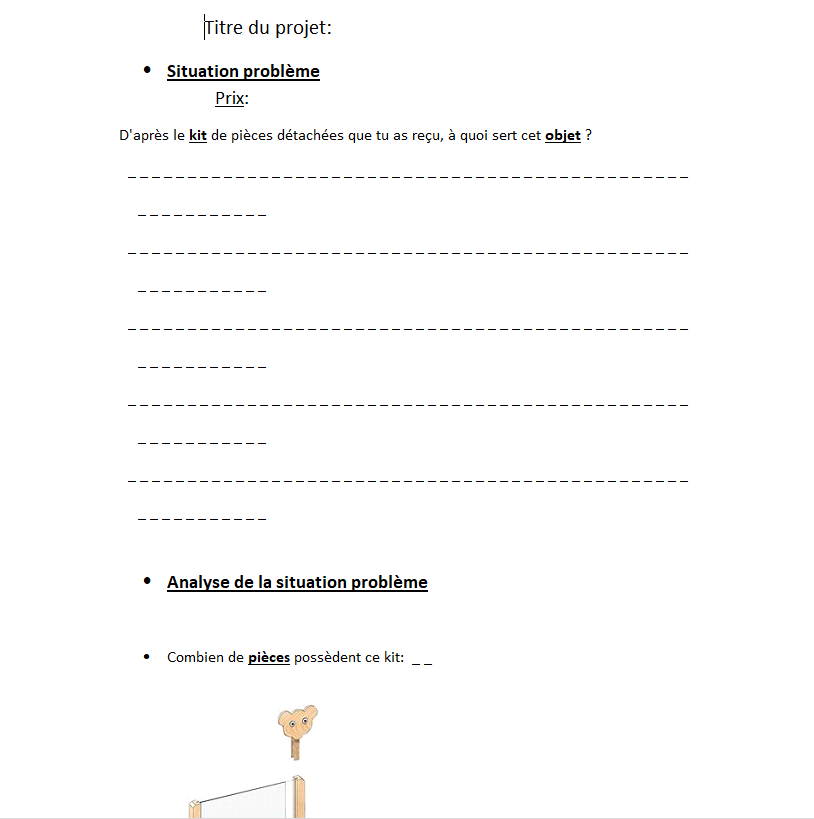 Titre du projet:
• Situation problème
Prix:
D'après le kit de pièces détachées que tu as reçu, à quoi sert cet objet ?
_ _ _ _ _ _ _ _ _ _ _ _ _ _ _ _ _ _ _ _ _ _ _ _ _ _ _ _ _ _ _ _ _ _ _ _ _ _ _ _ _ _ _ _ _ _ _
_ _ _ _ _ _ _ _ _ _ _
_ _ _ _ _ _ _ _ _ _ _ _ _ _ _ _ _ _ _ _ _ _ _ _ _ _ _ _ _ _ _ _ _ _ _ _ _ _ _ _ _ _ _ _ _ _ _
_ _ _ _ _ _ _ _ _ _ _
_ _ _ _ _ _ _ _ _ _ _ _ _ _ _ _ _ _ _ _ _ _ _ _ _ _ _ _ _ _ _ _ _ _ _ _ _ _ _ _ _ _ _ _ _ _ _
_ _ _ _ _ _ _ _ _ _ _
_ _ _ _ _ _ _ _ _ _ _ _ _ _ _ _ _ _ _ _ _ _ _ _ _ _ _ _ _ _ _ _ _ _ _ _ _ _ _ _ _ _ _ _ _ _ _
_ _ _ _ _ _ _ _ _ _ _
_ _ _ _ _ _ _ _ _ _ _ _ _ _ _ _ _ _ _ _ _ _ _ _ _ _ _ _ _ _ _ _ _ _ _ _ _ _ _ _ _ _ _ _ _ _ _
_ _ _ _ _ _ _ _ _ _ _
• Analyse de la situation problème
• Combien de pièces possèdent ce kit: _ _